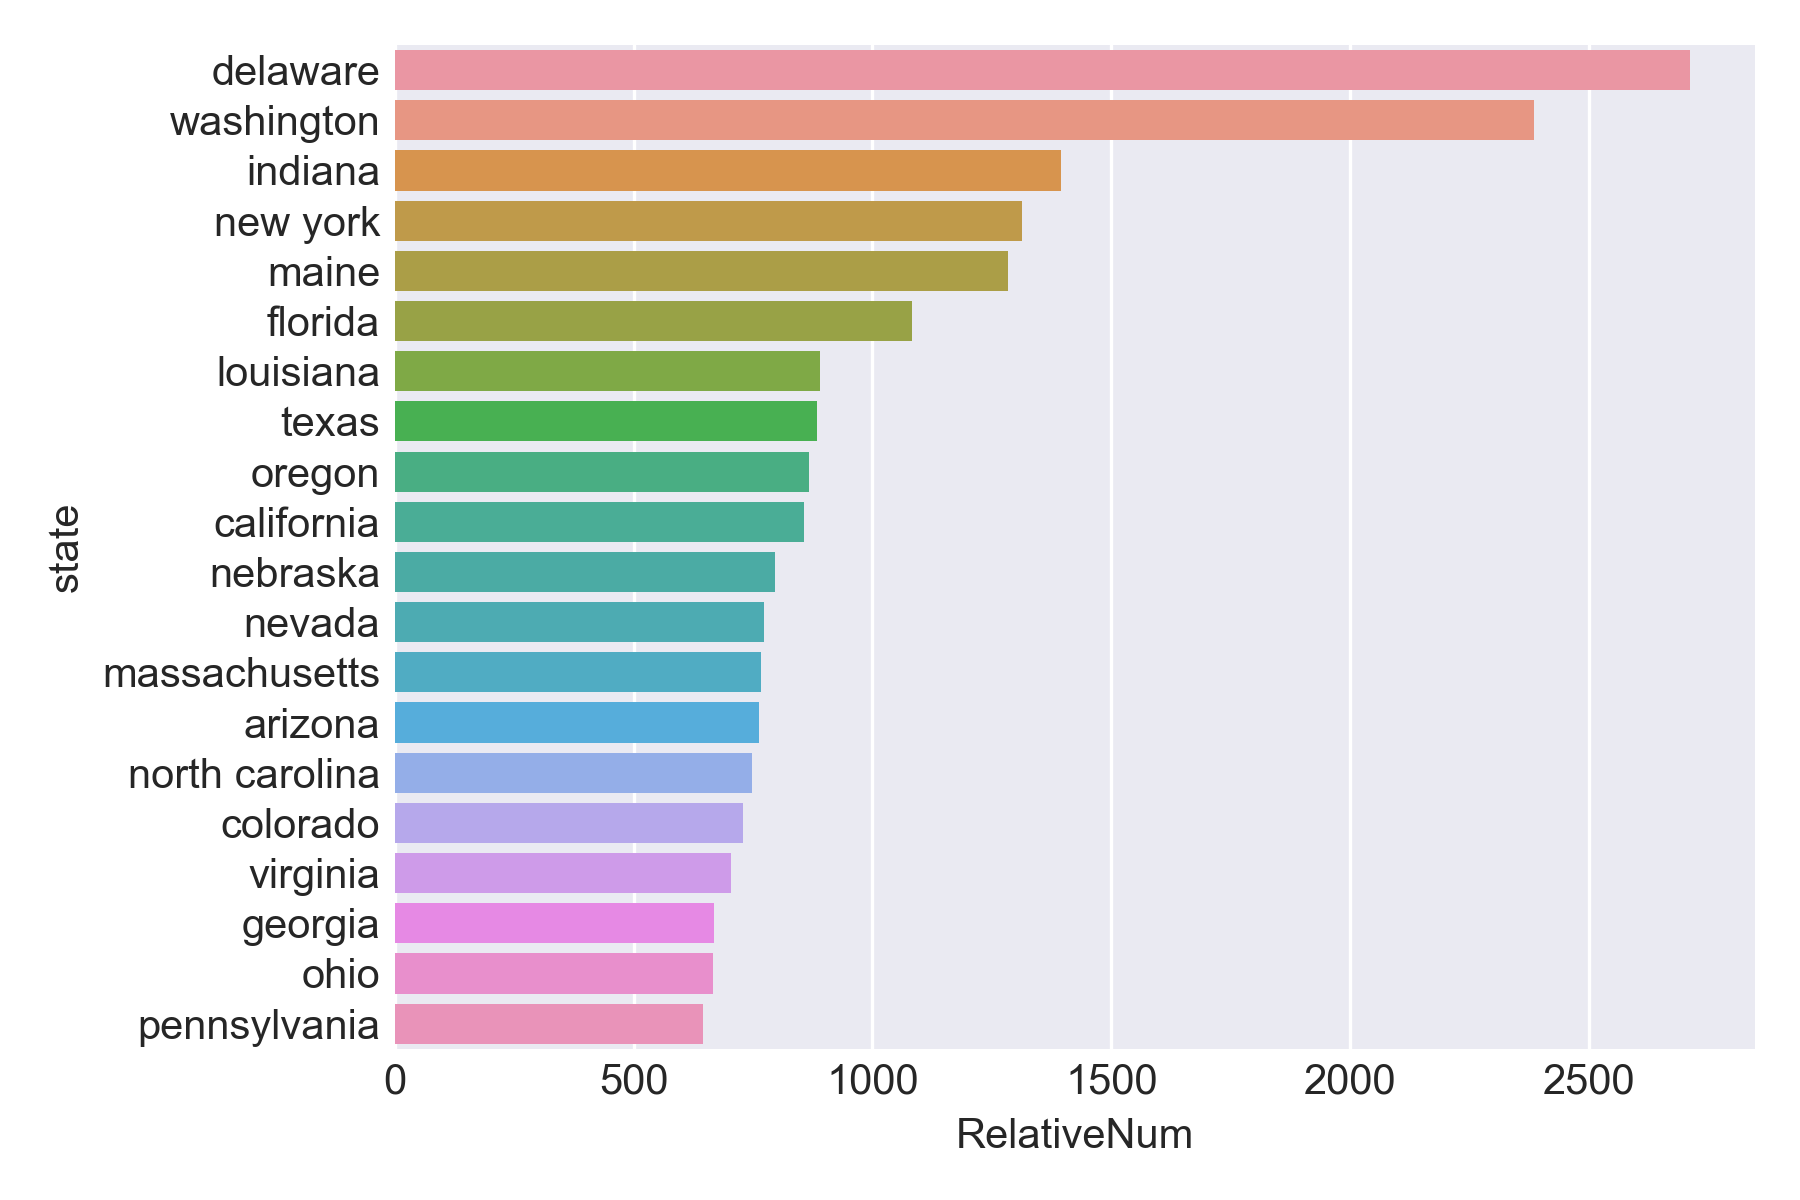 delaware
washington
indiana
new york
maine
florida
louisiana
texas
oregon
california
nebraska
nevada
massachusetts
arizona
north carolina
colorado
virginia
georgia
ohio
pennsylvania
state
0 500 1000 1500 2000 2500
RelativeNum